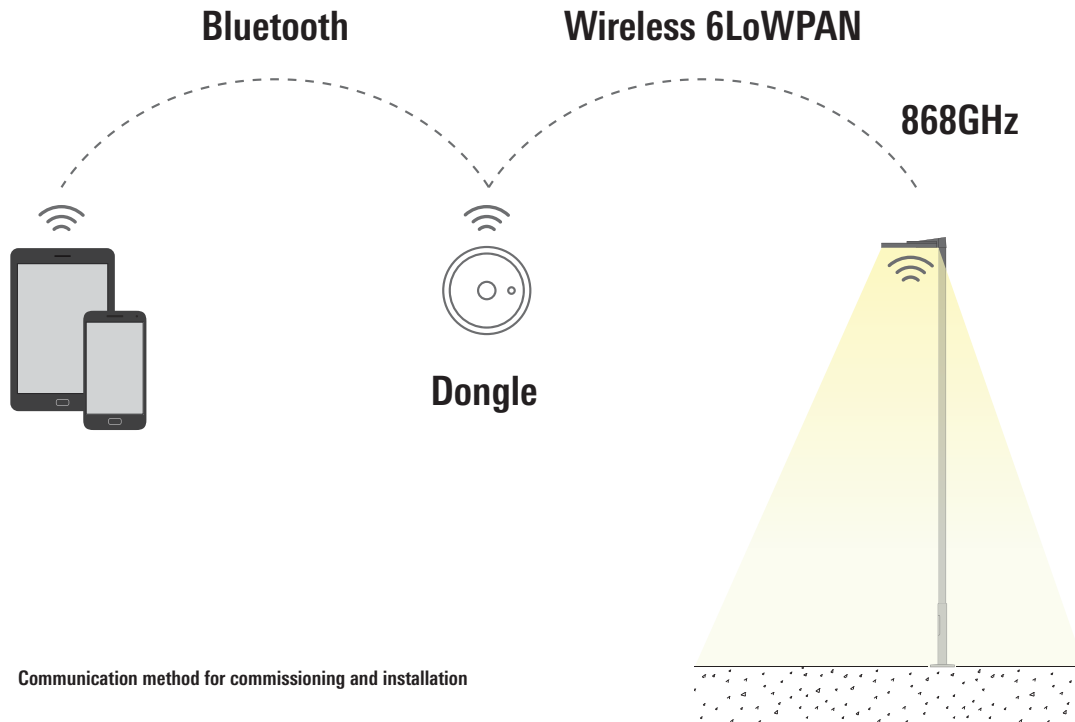 Bluetooth
Wireless 6LoWPAN
868GHz
Dongle
Communication method for commissioning and installation